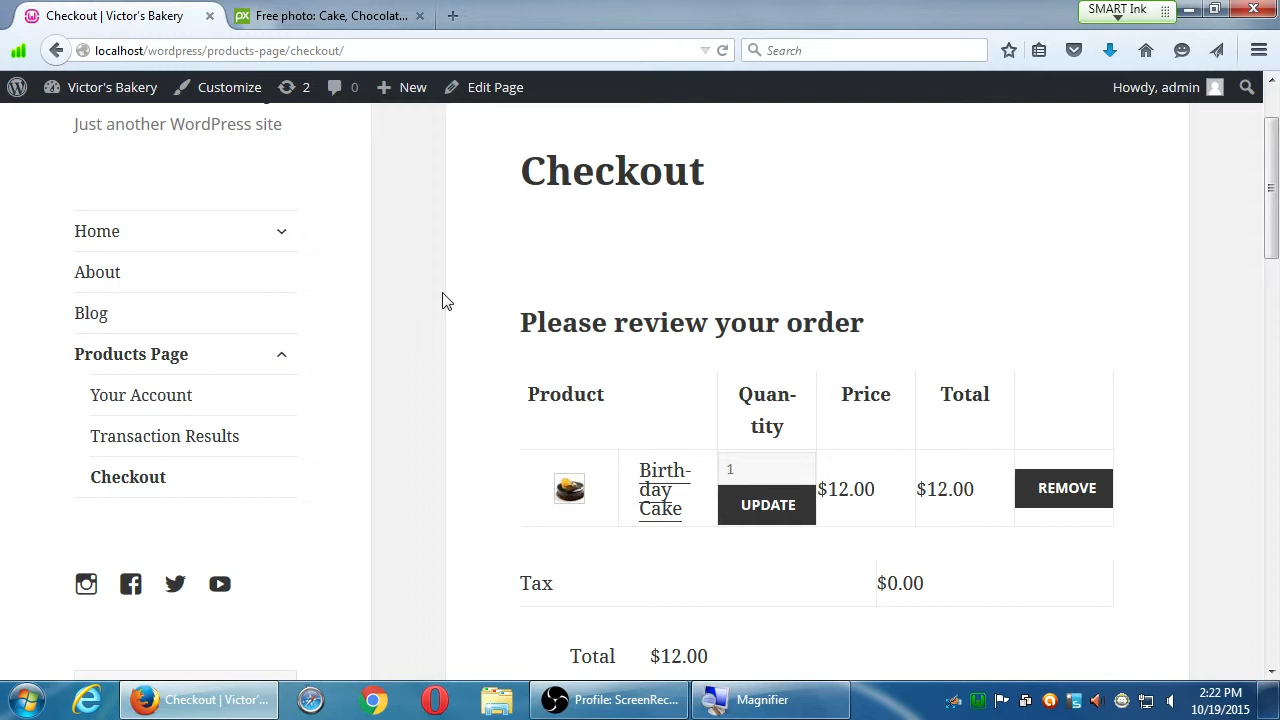 Checkout | Victor's Bakery
Free photo: Cake, Chocolat...
SMART Ink
localhost/wordpress/products-page/checkout/
Search
Victor's Bakery
Customize
2
0
New
Edit Page
Howdy, admin
Just another WordPress site
Home
About
Blog
Products Page
Your Account
Transaction Results
Checkout
Checkout
Please review your order
Product
Quan-
tity
Price
Total
Birth-
day
Cake
1
UPDATE
$12.00
$12.00
REMOVE
Tax
$0.00
Total
$12.00
Checkout | Victor'...
Profile: ScreenRec...
Magnifier
2:22 PM
10/19/2015